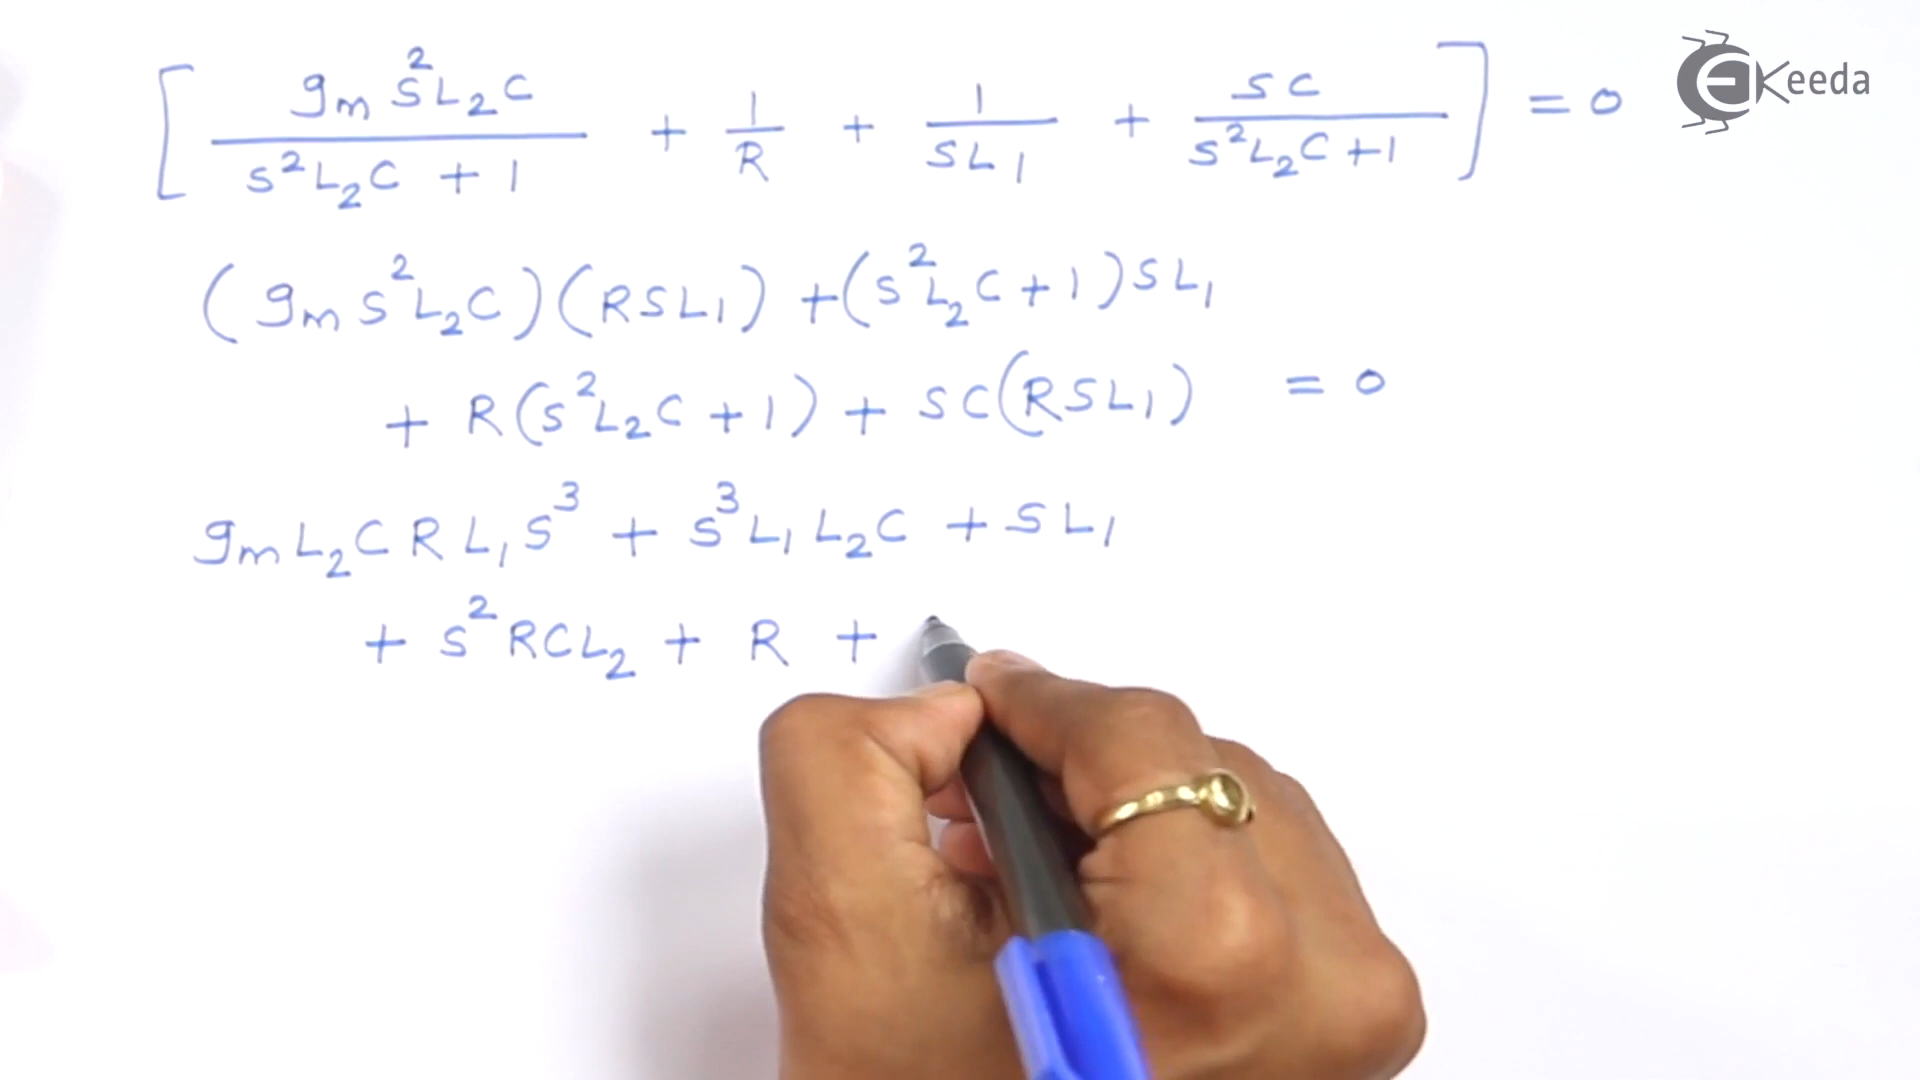 [ gm s²L₂C / s²L₂C + 1 + 1/R + 1/SL₁ + SC / s²L₂C + 1 ] = 0
EKeeda
(gm s²L₂C)(RSL₁) + (s²L₂C + 1)SL₁
+ R(s²L₂C + 1) + SC(RSL₁) = 0
gm L₂CRL₁s³ + s³L₁L₂C + SL₁
+ s²RCL₂ + R +